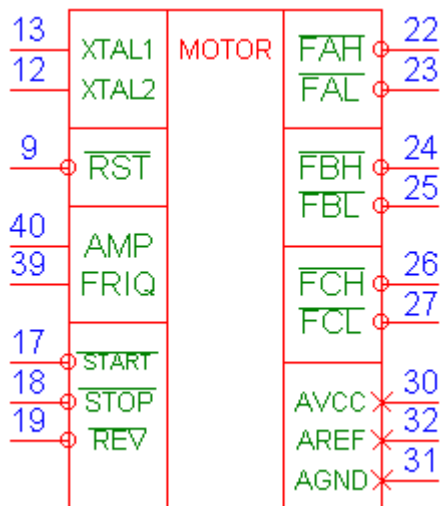 13 XTAL1 MOTOR FAH 22
12 XTAL2 FAL 23
9 RST FBH 24
FBL 25
40 AMP
39 FRIQ FCH 26
FCL 27
17 START
18 STOP AVCC 30
19 REV AREF 32
AGND 31